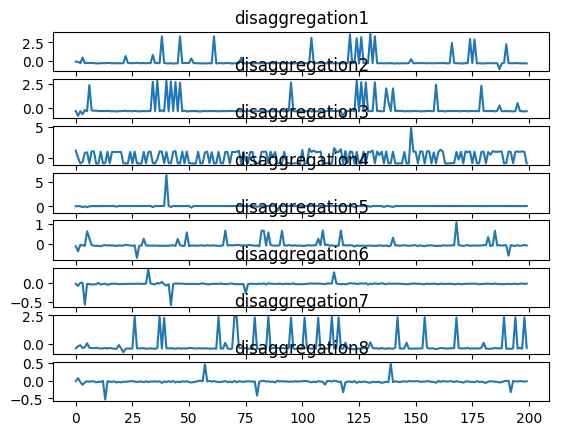 disaggregation1
2.5
0.0
disaggregation2
2.5
0.0
disaggregation3
5
0
disaggregation4
5
0
disaggregation5
1
0
disaggregation6
0.0
−0.5
disaggregation7
2.5
0.0
disaggregation8
0.5
0.0
−0.5
0 25 50 75 100 125 150 175 200